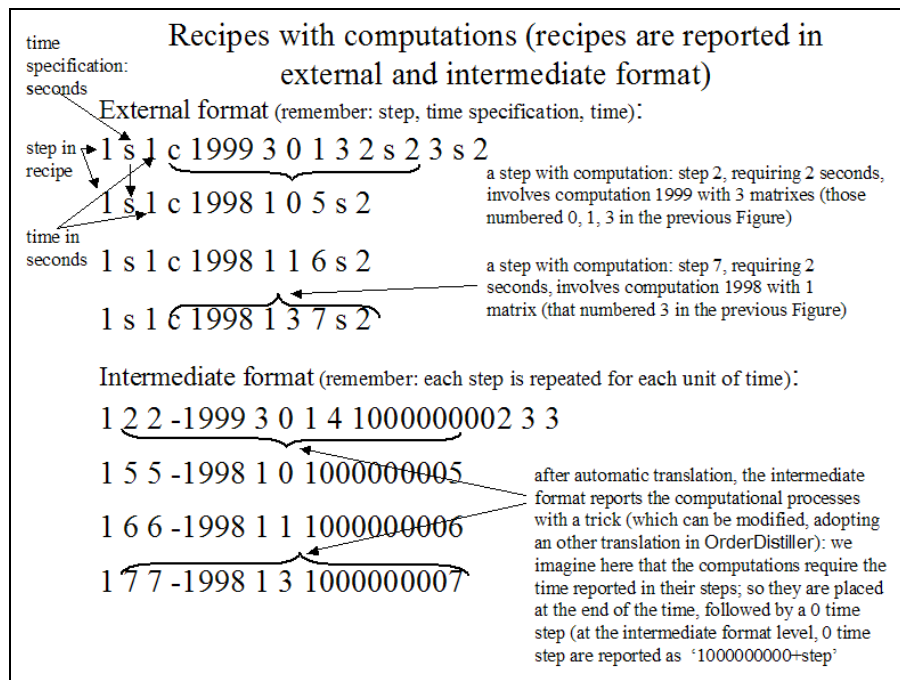 Recipes with computations (recipes are reported in
external and intermediate format)
time
specification:
seconds
External format (remember: step, time specification, time):
step in
recipe
1 s 1 c 1999 3 0 1 3 2 s 2 3 s 2
a step with computation: step 2, requiring 2 seconds,
involves computation 1999 with 3 matrixes (those
numbered 0, 1, 3 in the previous Figure)
1 s 1 c 1998 1 0 5 s 2
time in
seconds
1 s 1 c 1998 1 1 6 s 2
a step with computation: step 7, requiring 2
seconds, involves computation 1998 with 1
matrix (that numbered 3 in the previous Figure)
1 s 1 c 1998 1 3 7 s 2
Intermediate format (remember: each step is repeated for each unit of time):
1 2 2 -1999 3 0 1 4 1000000002 3 3
1 5 5 -1998 1 0 1000000005
1 6 6 -1998 1 1 1000000006
1 7 7 -1998 1 3 1000000007
after automatic translation, the intermediate
format reports the computational processes
with a trick (which can be modified, adopting
an other translation in OrderDistiller): we
imagine here that the computations require the
time reported in their steps; so they are placed
at the end of the time, followed by a 0 time
step (at the intermediate format level, 0 time
step are reported as ‘1000000000+step’